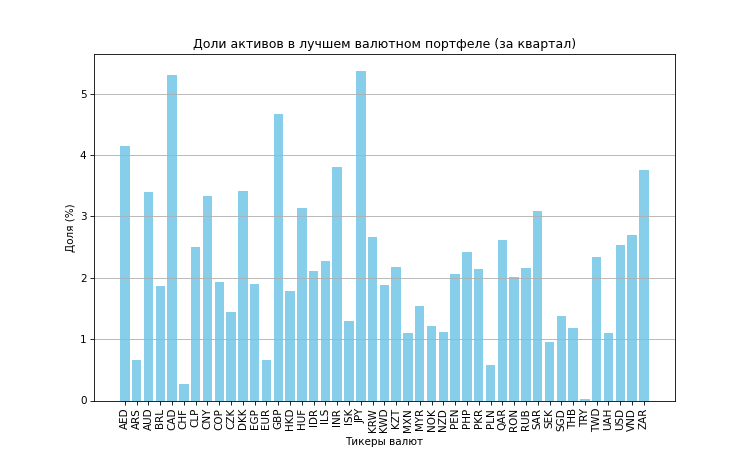 Доли активов в лучшем валютном портфеле (за квартал)
Доля (%)
5
4
3
2
1
0
AED ARS AUD BRL CAD CHF CLP CNY COP CZK DKK EGP EUR GBP HKD HUF IDR ILS INR ISK JPY KRW KWD KZT MXN MYR NOK NZD PEN PHP PKR PLN QAR RON RUB SAR SEK SGD THB TRY TWD UAH USD VND ZAR
Тикеры валют